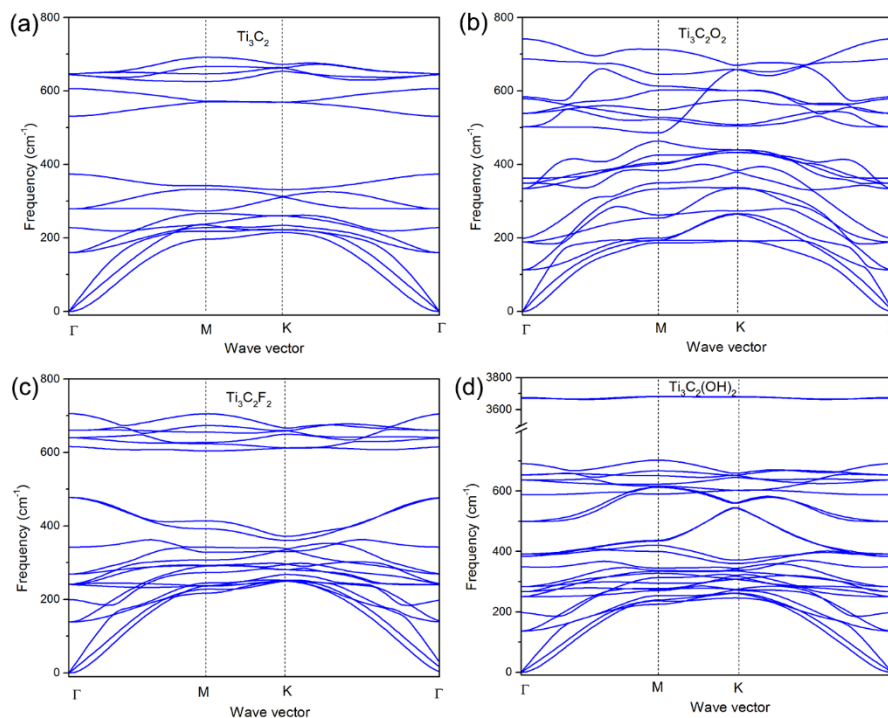 (a)
Ti₃C₂
Frequency (cm⁻¹)
800
600
400
200
0
Γ M K Γ
Wave vector
(b)
Ti₃C₂O₂
Frequency (cm⁻¹)
800
600
400
200
0
Γ M K
Wave vector
(c)
Ti₃C₂F₂
Frequency (cm⁻¹)
800
600
400
200
0
Γ M K Γ
Wave vector
(d)
Ti₃C₂(OH)₂
Frequency (cm⁻¹)
3800
3600
600
400
200
0
Γ M K
Wave vector